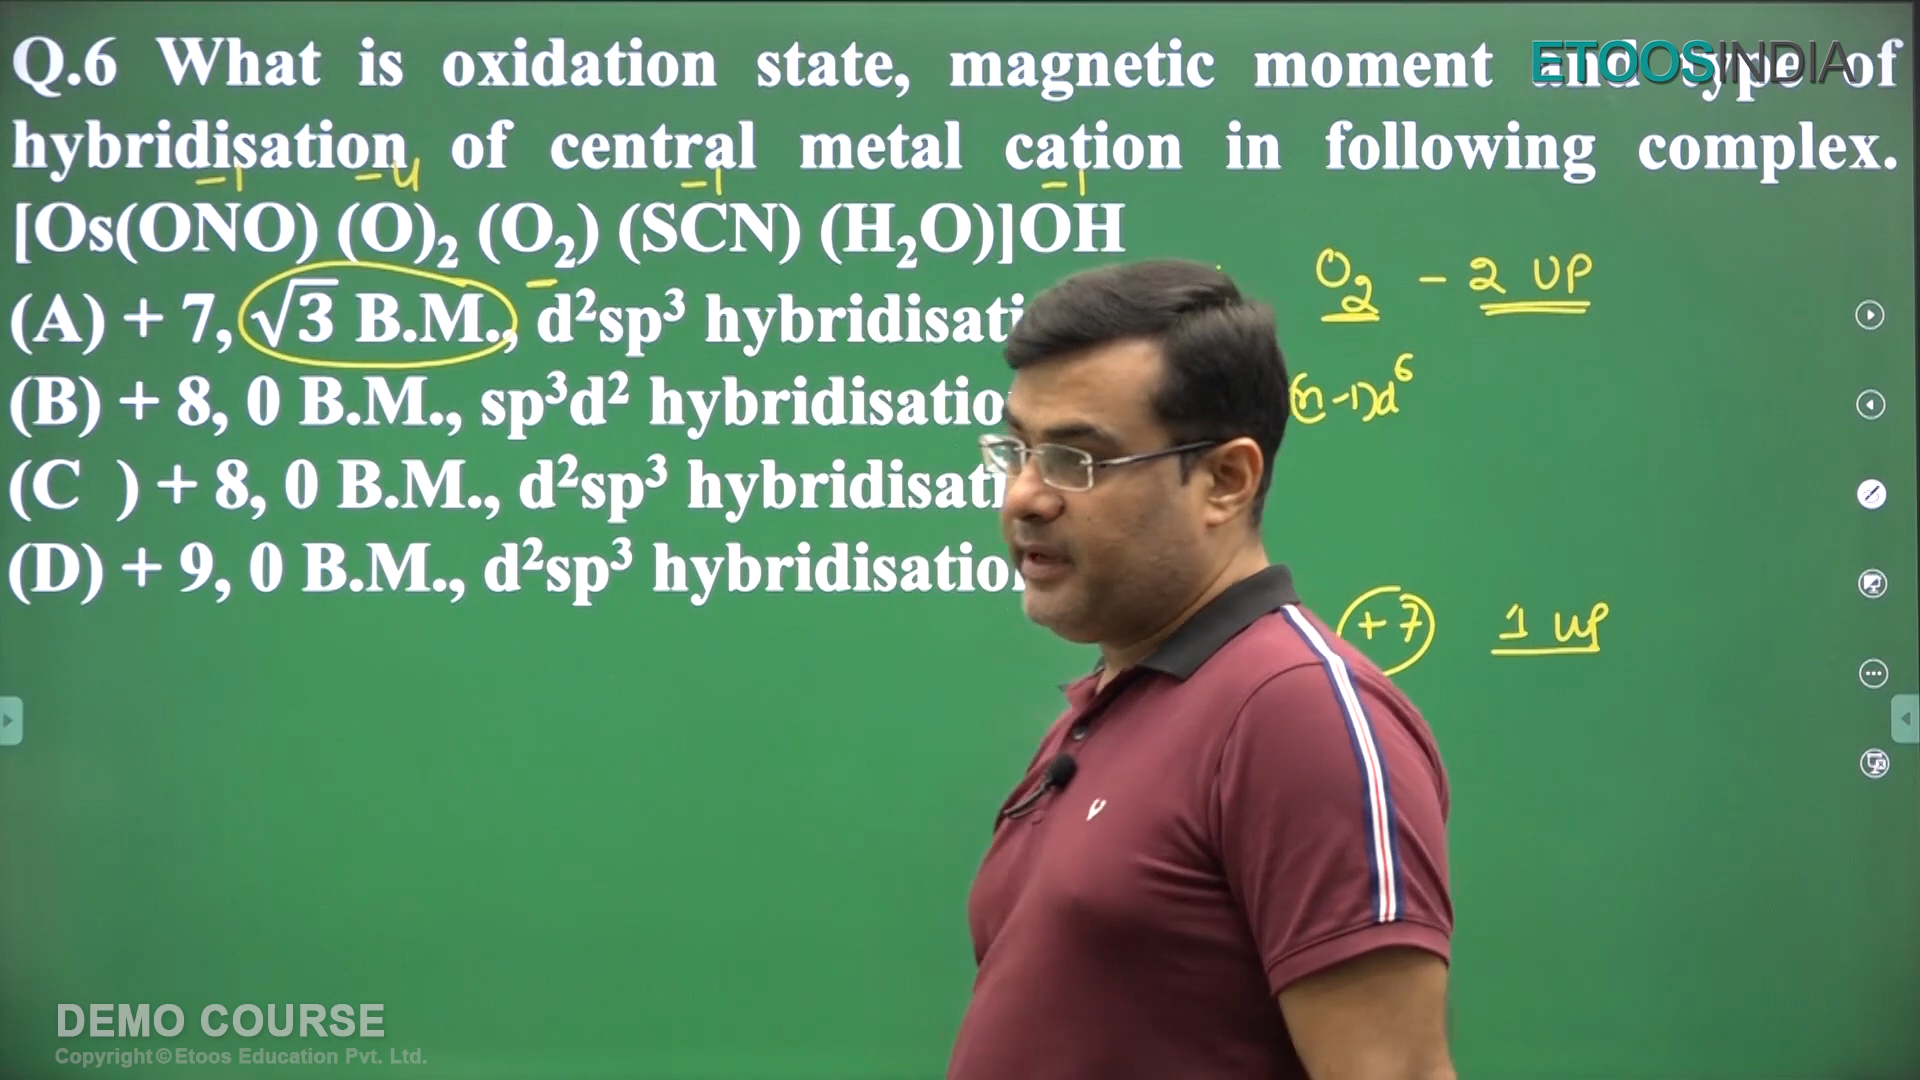 Q.6 What is oxidation state, magnetic moment and type of
ETOOSINDIA
hybridisation of central metal cation in following complex.
-1 -4 -1 -1
[Os(ONO) (O)₂ (O₂) (SCN) (H₂O)]OH
O₂ - 2 UP
(A) + 7, √3 B.M., d²sp³ hybridisati
(B) + 8, 0 B.M., sp³d² hybridisatio
(n-1)d⁶
(C ) + 8, 0 B.M., d²sp³ hybridisati
(D) + 9, 0 B.M., d²sp³ hybridisation
+7 1 UP
DEMO COURSE
Copyright © Etoos Education Pvt. Ltd.